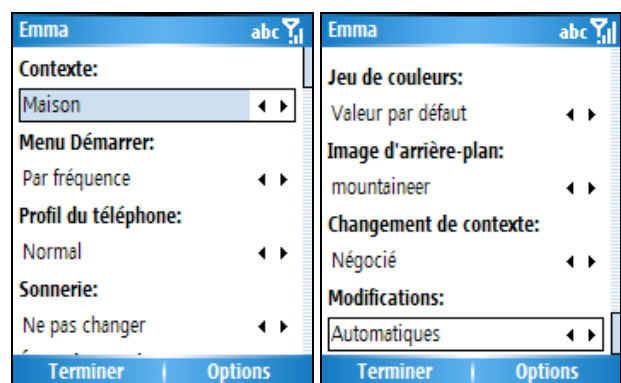 Emma abc
Contexte:
Maison
Menu Démarrer:
Par fréquence
Profil du téléphone:
Normal
Sonnerie:
Ne pas changer
Terminer Options
Emma abc
Jeu de couleurs:
Valeur par défaut
Image d'arrière-plan:
mountaineer
Changement de contexte:
Négocié
Modifications:
Automatiques
Terminer Options